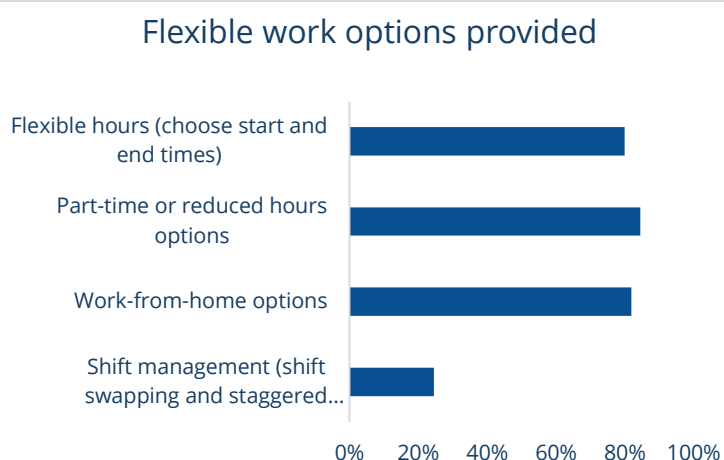 Flexible work options provided
Flexible hours (choose start and
end times)
Part-time or reduced hours
options
Work-from-home options
Shift management (shift
swapping and staggered...
0% 20% 40% 60% 80% 100%